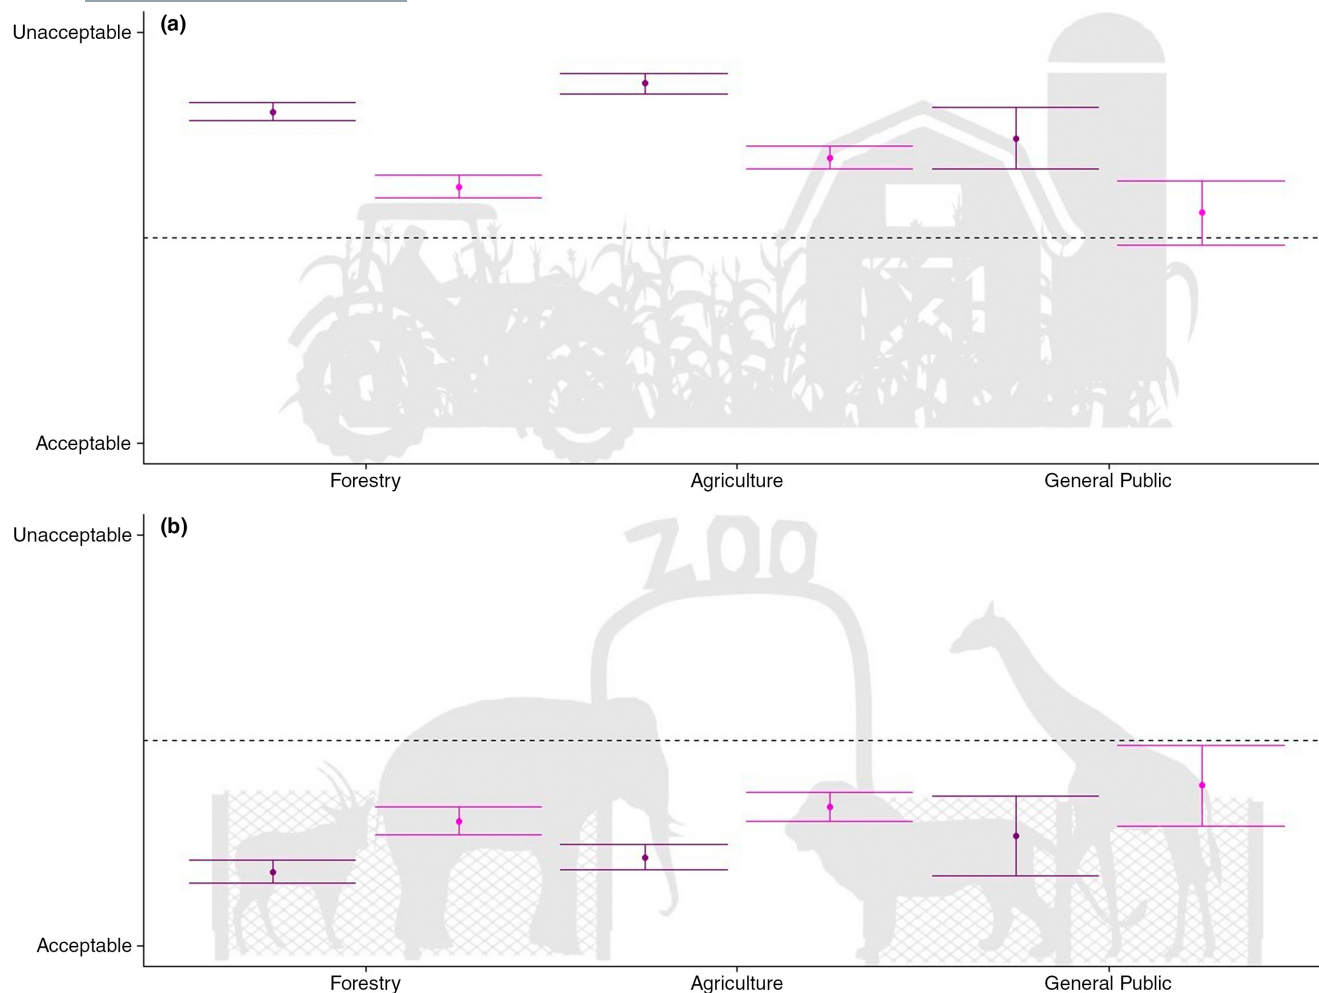 (a)
Unacceptable
Acceptable
Forestry Agriculture General Public
(b)
Unacceptable
ZOO
Acceptable
Forestry Agriculture General Public